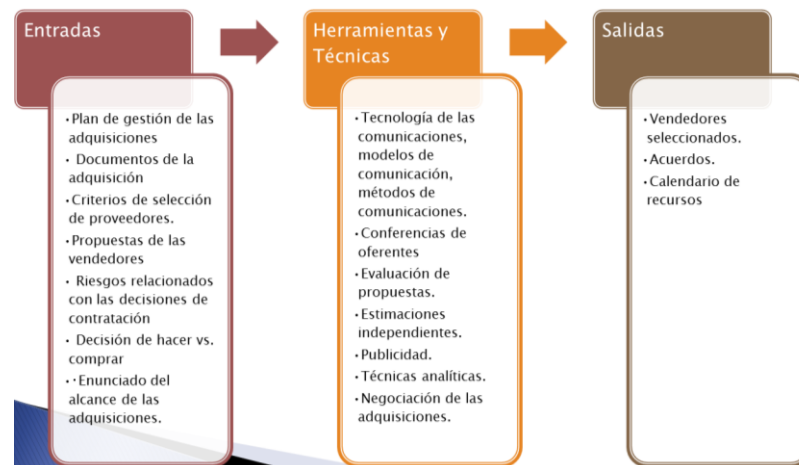 Entradas
•Plan de gestión de las
adquisiciones
• Documentos de la
adquisición
•Criterios de selección
de proveedores.
•Propuestas de las
vendedores
• Riesgos relacionados
con las decisiones de
contratación
• Decisión de hacer vs.
comprar
• ·Enunciado del
alcance de las
adquisiciones.
Herramientas y
Técnicas
•Tecnología de las
comunicaciones,
modelos de
comunicación,
métodos de
comunicaciones.
•Conferencias de
oferentes
•Evaluación de
propuestas.
•Estimaciones
independientes.
•Publicidad.
•Técnicas analíticas.
•Negociación de las
adquisiciones.
Salidas
•Vendedores
seleccionados.
•Acuerdos.
•Calendario de
recursos